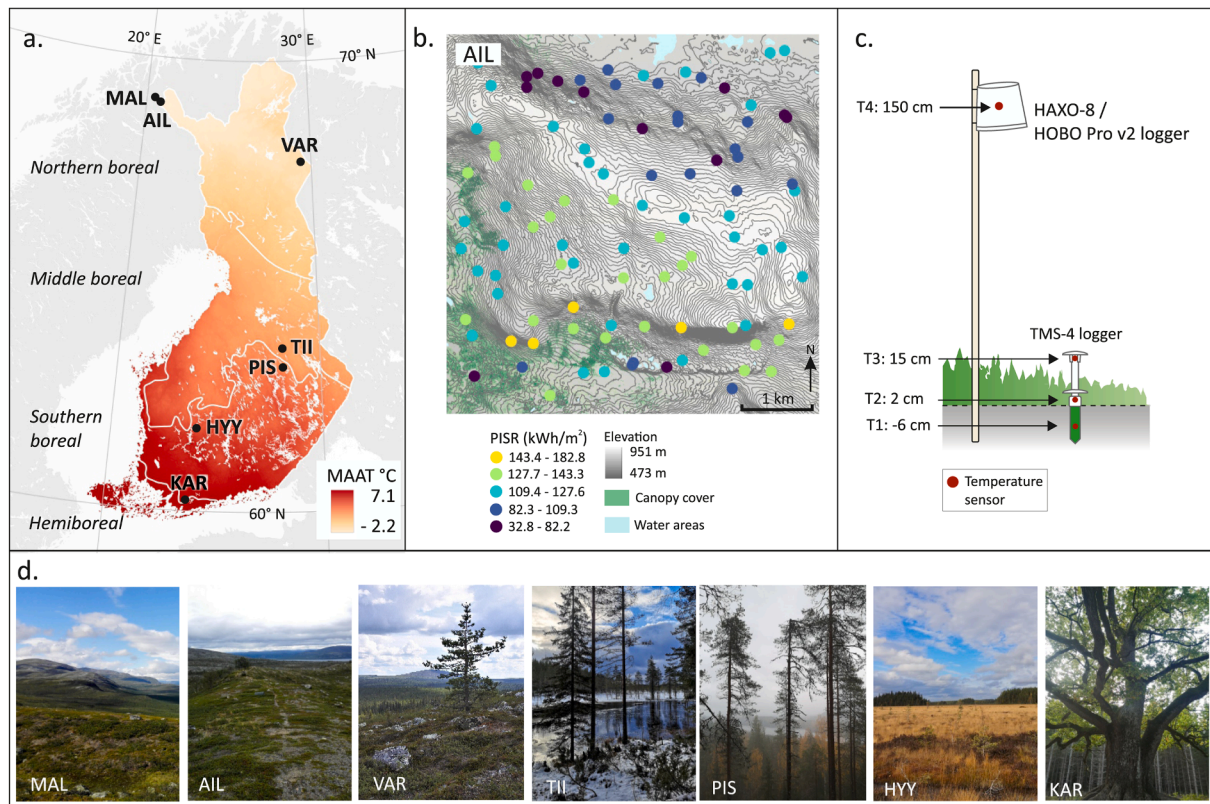 a.
20° E
30° E
70° N
MAL
AIL
VAR
Northern boreal
Middle boreal
TII
PIS
Southern
boreal
HYY
KAR
Hemiboreal
60° N
MAAT °C
7.1
- 2.2
b.
AIL
N
1 km
PISR (kWh/m²)
143.4 - 182.8
127.7 - 143.3
109.4 - 127.6
82.3 - 109.3
32.8 - 82.2
Elevation
951 m
473 m
Canopy cover
Water areas
c.
T4: 150 cm
HAXO-8 /
HOBO Pro v2 logger
TMS-4 logger
T3: 15 cm
T2: 2 cm
T1: -6 cm
Temperature
sensor
d.
MAL
AIL
VAR
TII
PIS
HYY
KAR